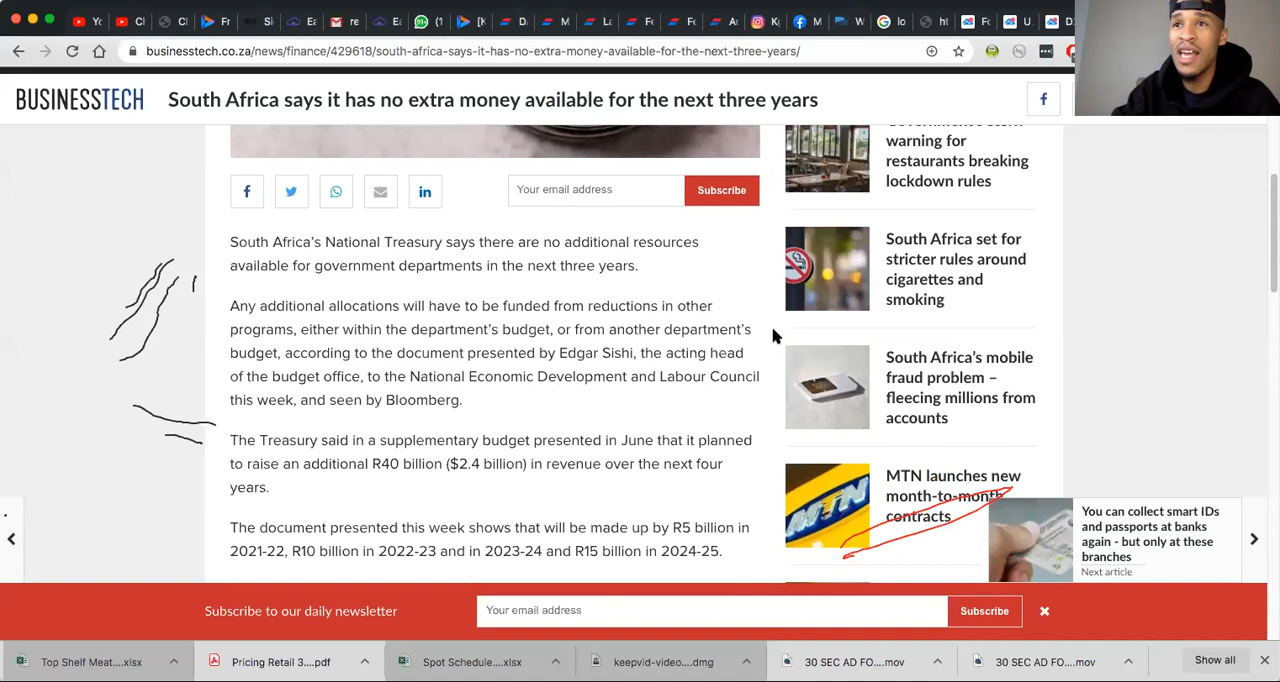 businesstech.co.za/news/finance/429618/south-africa-says-it-has-no-extra-money-available-for-the-next-three-years/
BUSINESSTECH
South Africa says it has no extra money available for the next three years
warning for
restaurants breaking
lockdown rules
Your email address
Subscribe
South Africa's National Treasury says there are no additional resources
available for government departments in the next three years.
Any additional allocations will have to be funded from reductions in other
programs, either within the department's budget, or from another department's
budget, according to the document presented by Edgar Sishi, the acting head
of the budget office, to the National Economic Development and Labour Council
this week, and seen by Bloomberg.
The Treasury said in a supplementary budget presented in June that it planned
to raise an additional R40 billion ($2.4 billion) in revenue over the next four
years.
The document presented this week shows that will be made up by R5 billion in
2021-22, R10 billion in 2022-23 and in 2023-24 and R15 billion in 2024-25.
South Africa set for
stricter rules around
cigarettes and
smoking
South Africa's mobile
fraud problem –
fleecing millions from
accounts
MTN
MTN launches new
month-to-month
contracts
You can collect smart IDs
and passports at banks
again - but only at these
branches
Next article
Subscribe to our daily newsletter
Your email address
Subscribe
Top Shelf Meat....xlsx
Pricing Retail 3....pdf
Spot Schedule....xlsx
keepvid-video....dmg
30 SEC AD FO....mov
30 SEC AD FO....mov
Show all